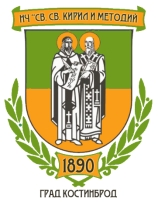 НЧ "СВ. СВ. КИРИЛ И МЕТОДИЙ
1890
ГРАД КОСТИНБРОД